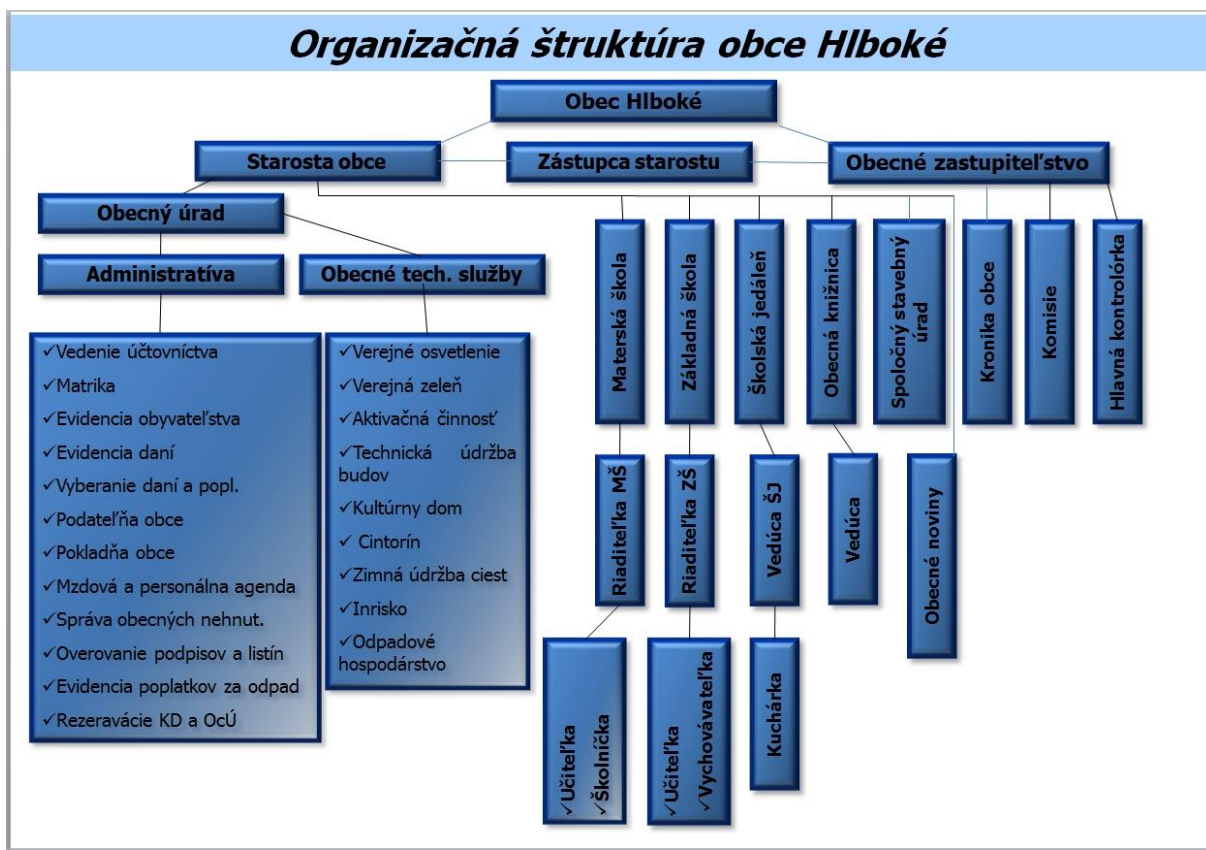 Organizačná štruktúra obce Hlboké
Obec Hlboké
Starosta obce
Zástupca starostu
Obecné zastupiteľstvo
Obecný úrad
Administratíva
Obecné tech. služby
✓Vedenie účtovníctva
✓Matrika
✓Evidencia obyvateľstva
✓Evidencia daní
✓Vyberanie daní a popl.
✓Podateľňa obce
✓Pokladňa obce
✓Mzdová a personálna agenda
✓Správa obecných nehnut.
✓Overovanie podpisov a listín
✓Evidencia poplatkov za odpad
✓Rezeravácie KD a OcÚ
✓Verejné osvetlenie
✓Verejná zeleň
✓Aktivačná činnosť
✓Technická údržba
budov
✓Kultúrny dom
✓ Cintorín
✓Zimná údržba ciest
✓Inrisko
✓Odpadové
hospodárstvo
Materská škola
Základná škola
Školská jedáleň
Obecná knižnica
Spoločný stavebný
úrad
Kronika obce
Komisie
Hlavná kontrolórka
Riaditeľka MŠ
Riaditeľka ZŠ
Vedúca ŠJ
Vedúca
Obecné noviny
✓Učiteľka
✓Školníčka
✓Učiteľka
✓Vychovávateľka
Kuchárka